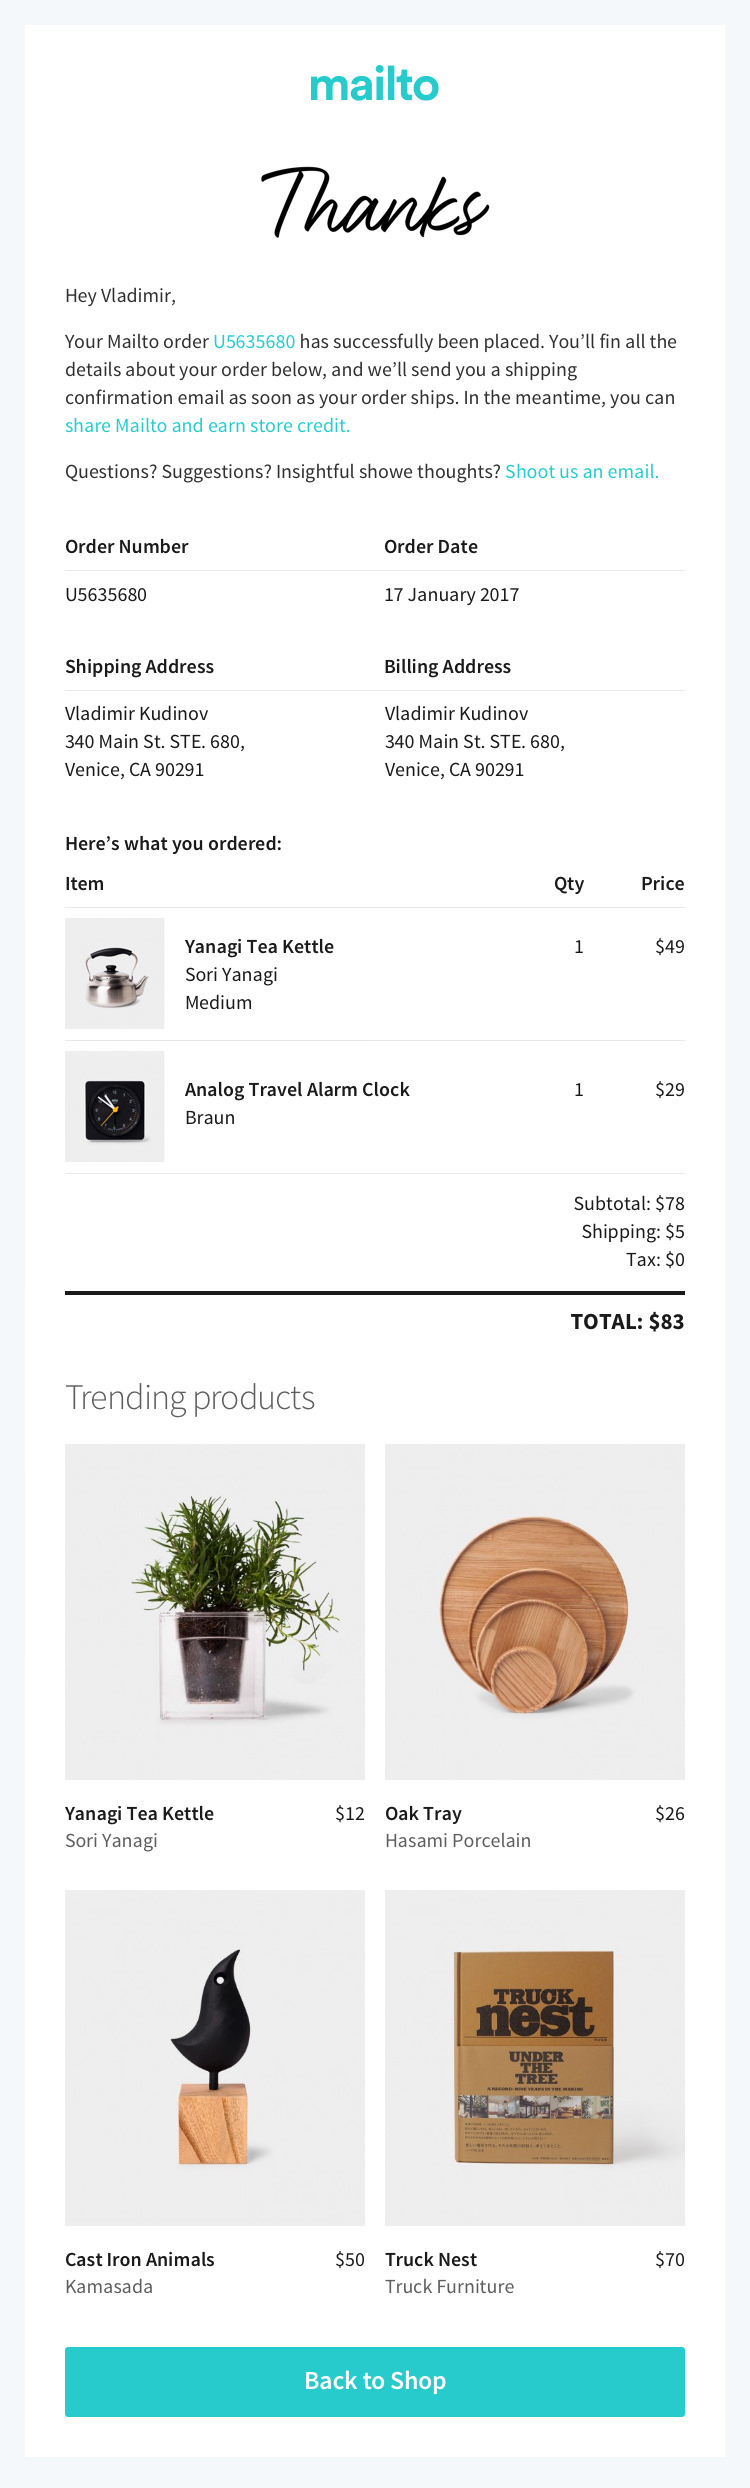 mailto
Thanks
Hey Vladimir,
Your Mailto order U5635680 has successfully been placed. You’ll fin all the
details about your order below, and we’ll send you a shipping
confirmation email as soon as your order ships. In the meantime, you can
share Mailto and earn store credit.
Questions? Suggestions? Insightful showe thoughts? Shoot us an email.
Order Number Order Date
U5635680 17 January 2017
Shipping Address Billing Address
Vladimir Kudinov Vladimir Kudinov
340 Main St. STE. 680, 340 Main St. STE. 680,
Venice, CA 90291 Venice, CA 90291
Here’s what you ordered:
Item Qty Price
Yanagi Tea Kettle 1 $49
Sori Yanagi
Medium
Analog Travel Alarm Clock 1 $29
Braun
Subtotal: $78
Shipping: $5
Tax: $0
TOTAL: $83
Trending products
Yanagi Tea Kettle $12 Oak Tray $26
Sori Yanagi Hasami Porcelain
TRUCK
nest
UNDER
THE
TREE
A RECORD: NINE YEARS IN THE MAKING
Cast Iron Animals $50 Truck Nest $70
Kamasada Truck Furniture
Back to Shop